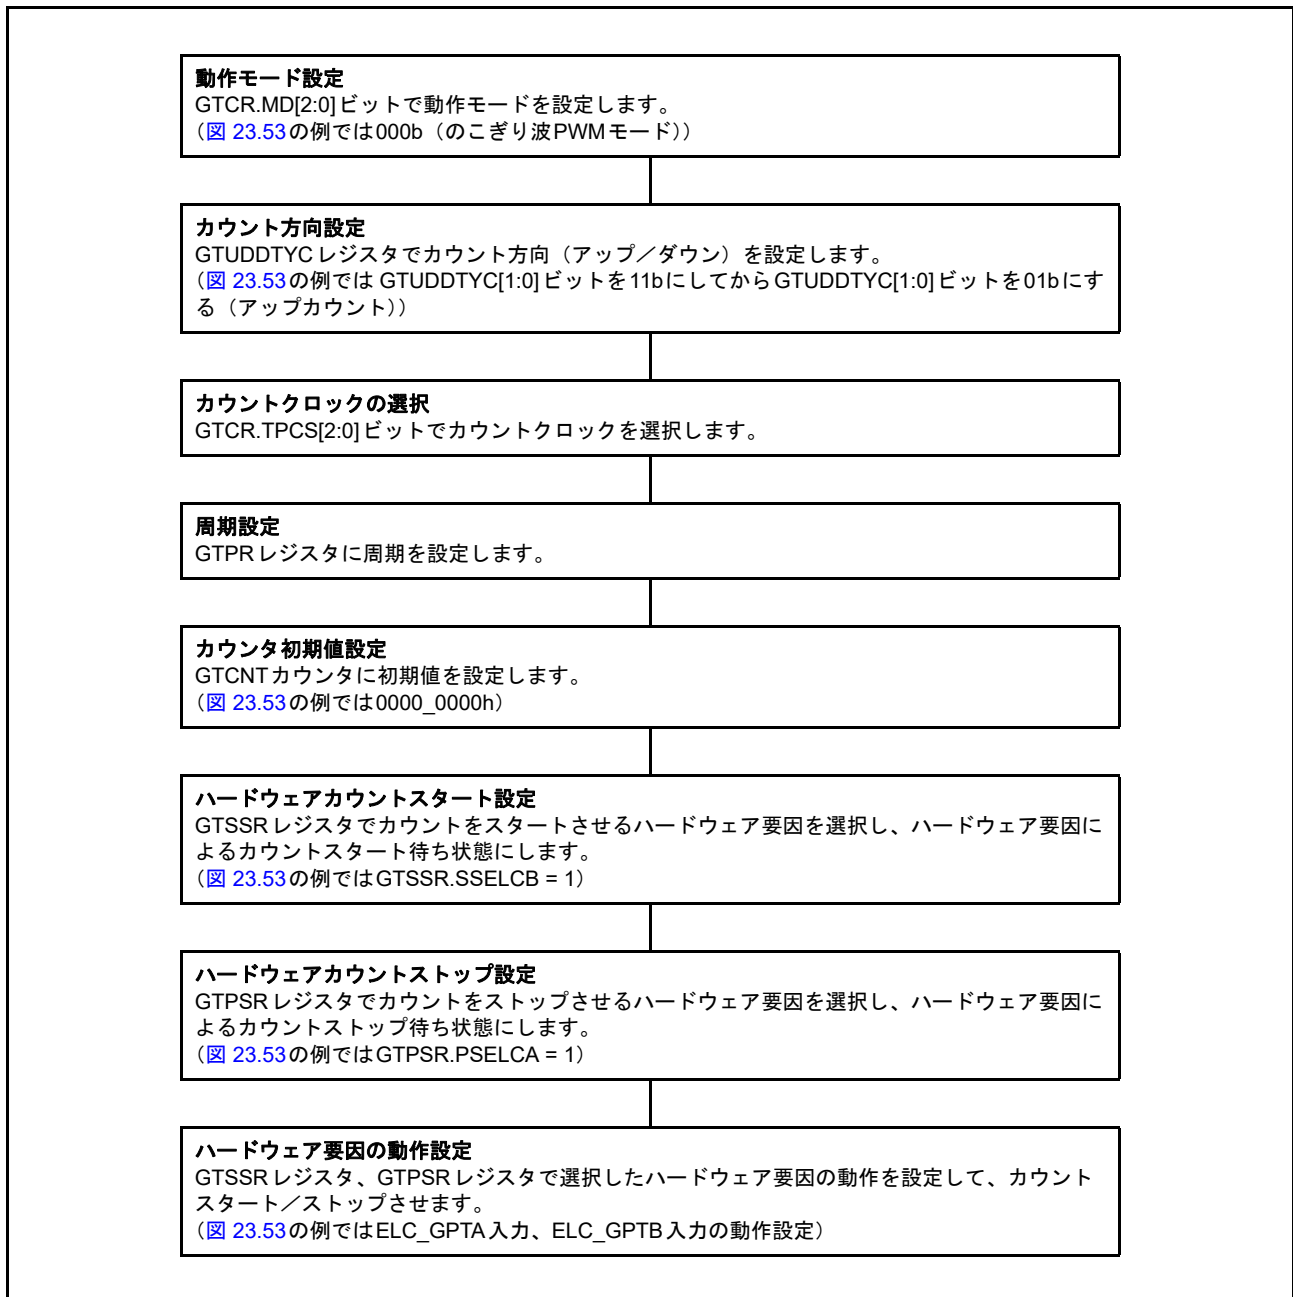 動作モード設定
GTCR.MD[2:0]ビットで動作モードを設定します。
（図 23.53の例では000b（のこぎり波PWMモード））
カウント方向設定
GTUDDTYCレジスタでカウント方向（アップ／ダウン）を設定します。
（図 23.53の例では GTUDDTYC[1:0]ビットを11bにしてからGTUDDTYC[1:0]ビットを01bにす
る（アップカウント））
カウントクロックの選択
GTCR.TPCS[2:0]ビットでカウントクロックを選択します。
周期設定
GTPRレジスタに周期を設定します。
カウンタ初期値設定
GTCNTカウンタに初期値を設定します。
（図 23.53の例では0000_0000h）
ハードウェアカウントスタート設定
GTSSRレジスタでカウントをスタートさせるハードウェア要因を選択し、ハードウェア要因に
よるカウントスタート待ち状態にします。
（図 23.53の例ではGTSSR.SSELCB = 1）
ハードウェアカウントストップ設定
GTPSRレジスタでカウントをストップさせるハードウェア要因を選択し、ハードウェア要因に
よるカウントストップ待ち状態にします。
（図 23.53の例ではGTPSR.PSELCA = 1）
ハードウェア要因の動作設定
GTSSRレジスタ、GTPSRレジスタで選択したハードウェア要因の動作を設定して、カウント
スタート／ストップさせます。
（図 23.53の例ではELC_GPTA入力、ELC_GPTB入力の動作設定）